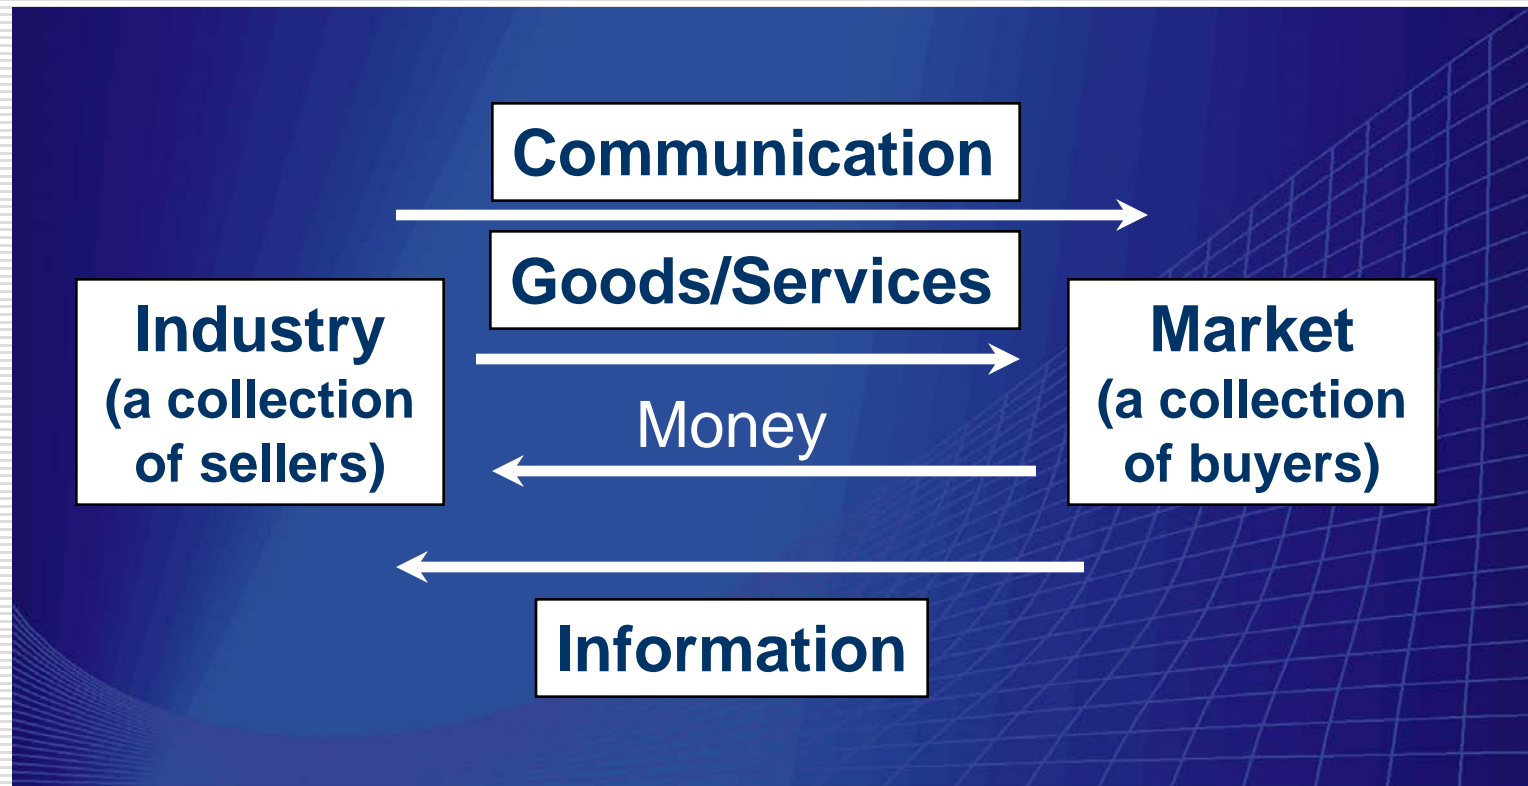 Communication
Goods/Services
Industry
(a collection
of sellers)
Money
Market
(a collection
of buyers)
Information